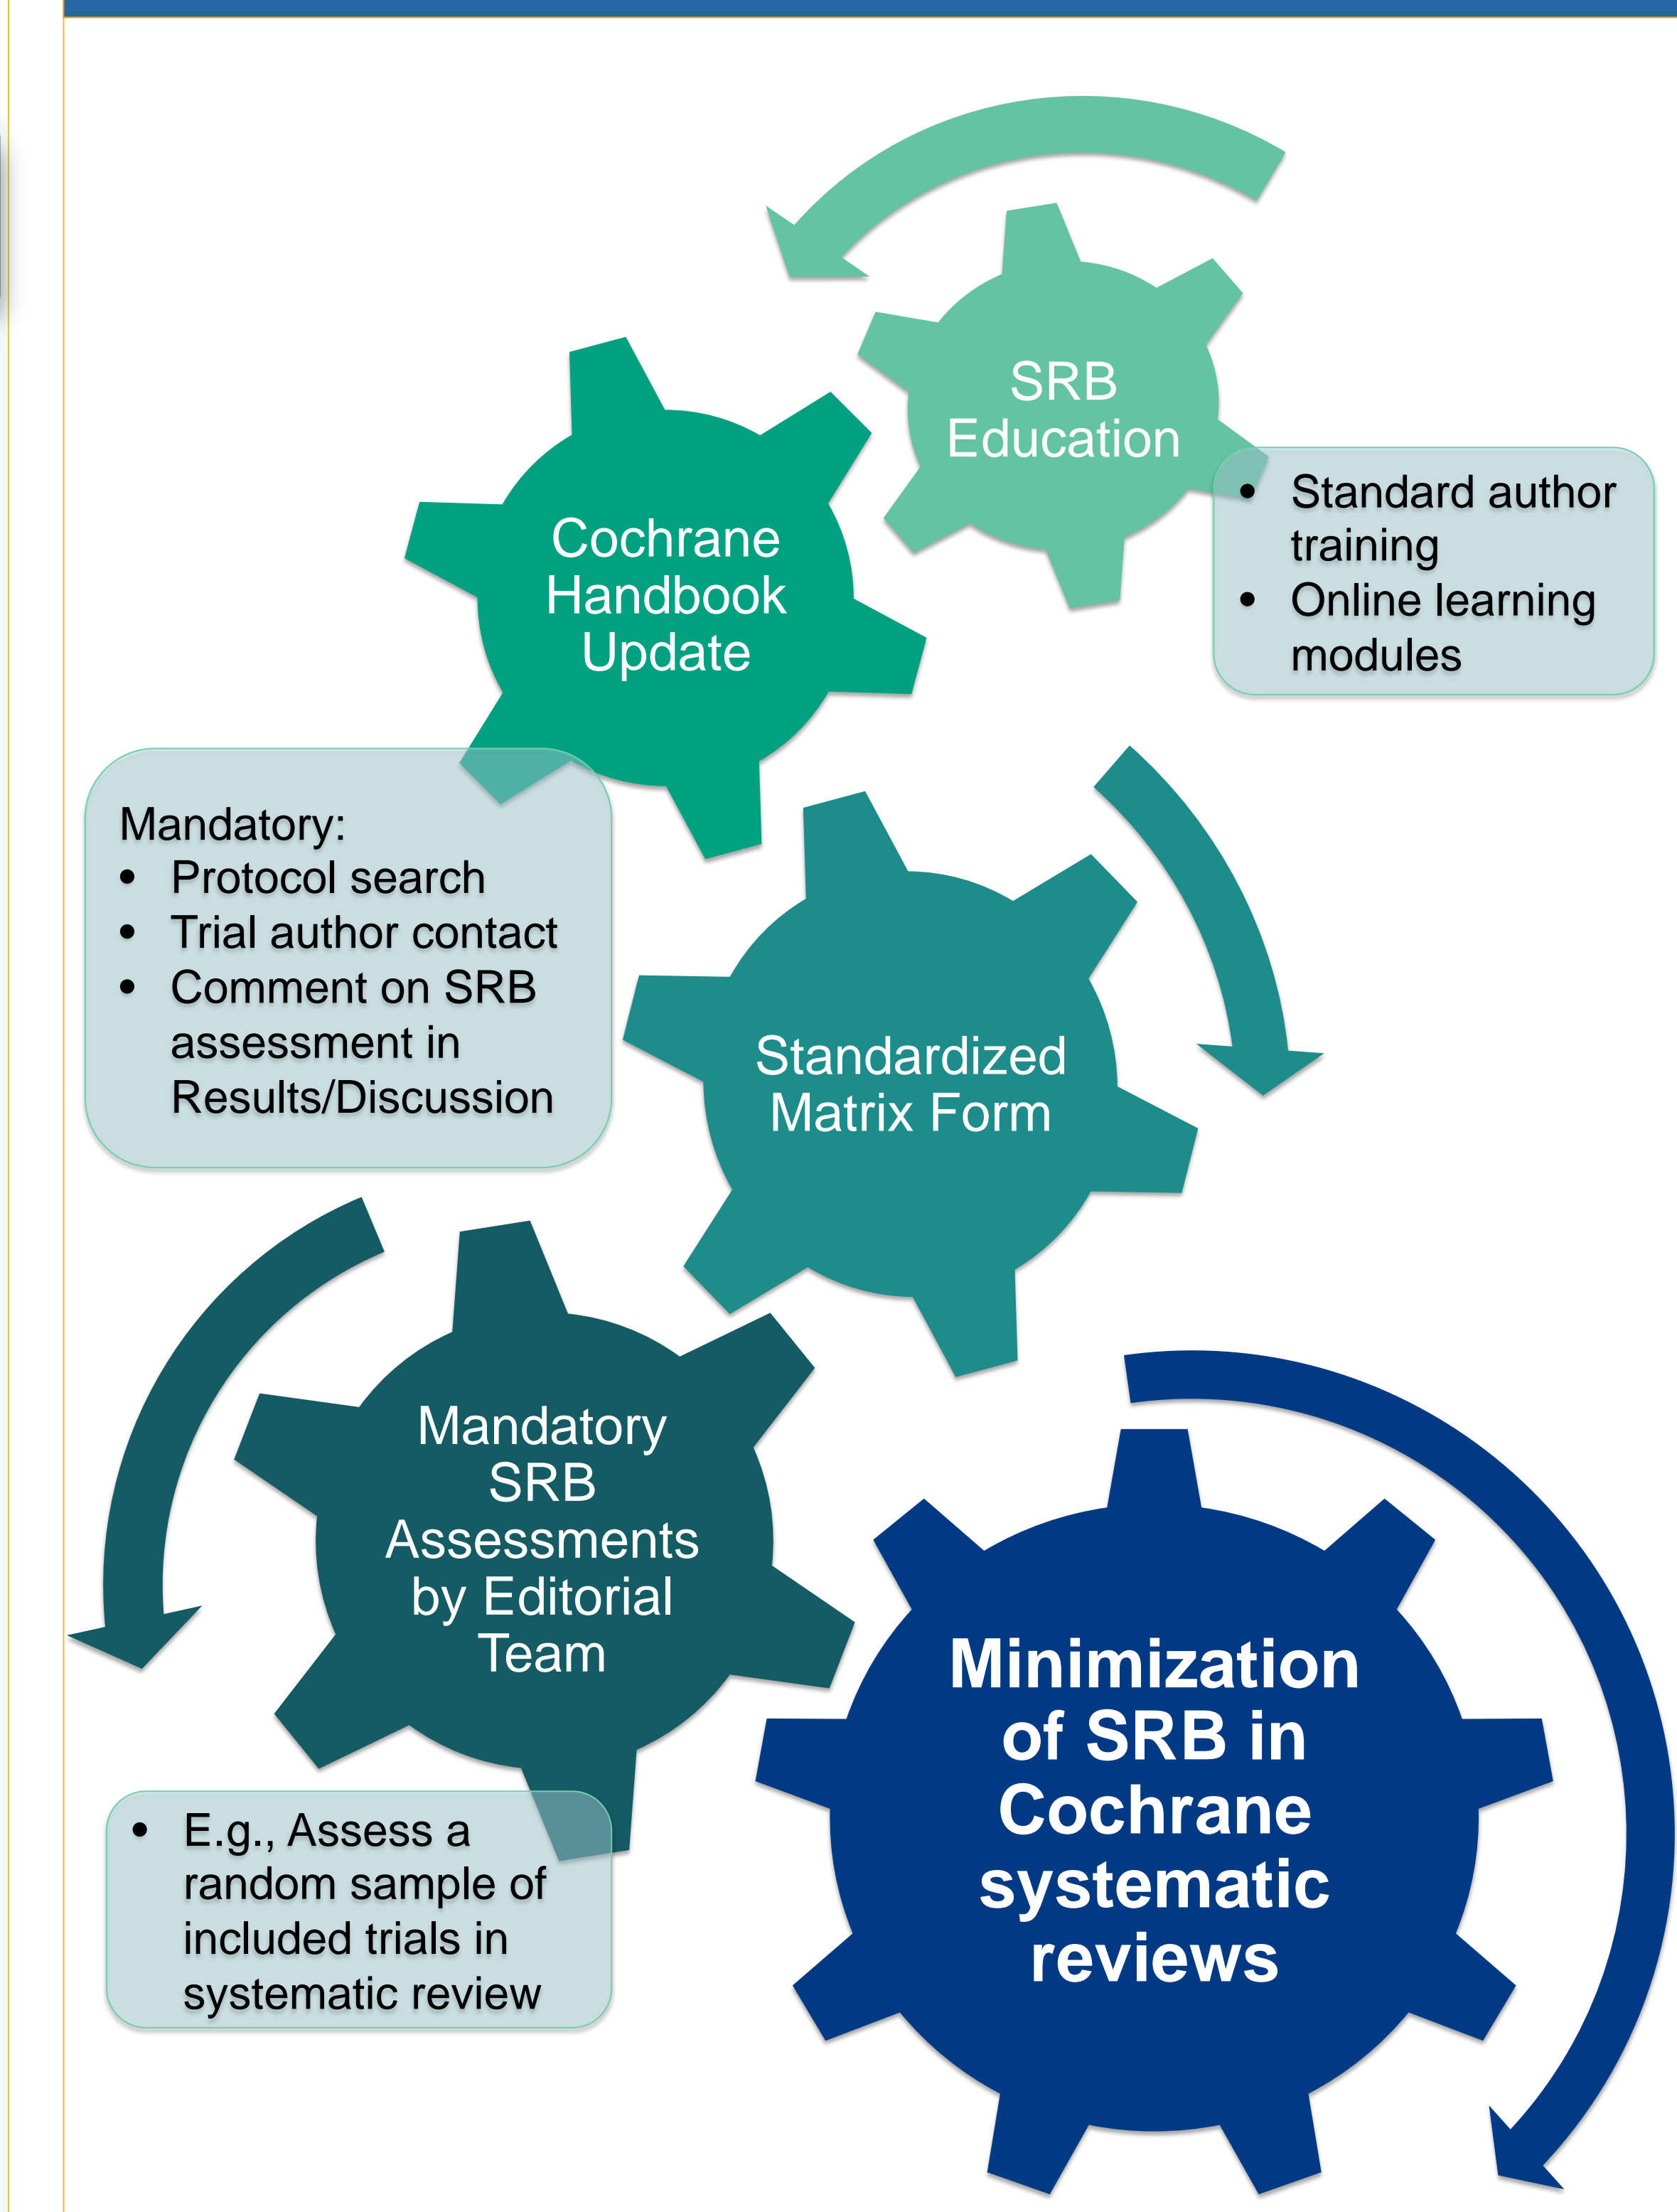 SRB
Education
• Standard author
training
• Online learning
modules
Cochrane
Handbook
Update
Mandatory:
• Protocol search
• Trial author contact
• Comment on SRB
assessment in
Results/Discussion
Standardized
Matrix Form
Mandatory
SRB
Assessments
by Editorial
Team
• E.g., Assess a
random sample of
included trials in
systematic review
Minimization
of SRB in
Cochrane
systematic
reviews